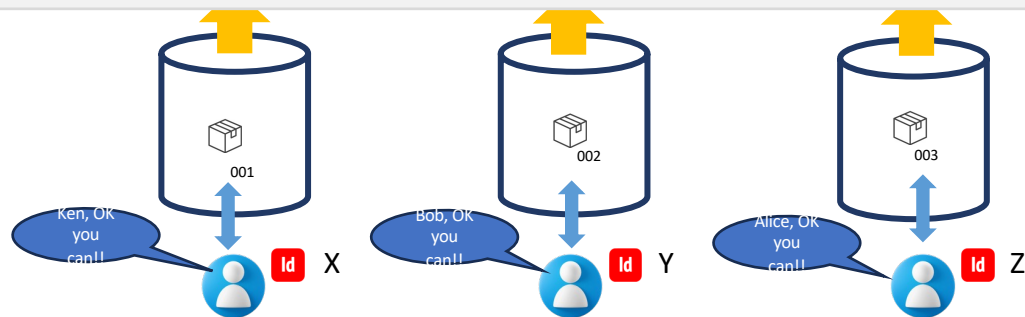 001
002
003
Ken, OK
you
can!!
Bob, OK
you
can!!
Alice, OK
you
can!!
Id X
Id Y
Id Z